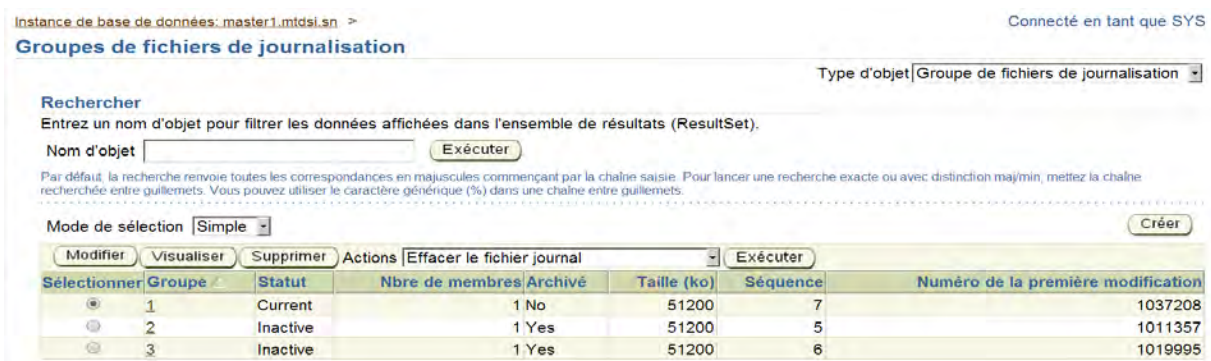 Instance de base de données: master1.mtdsi.sn >
Connecté en tant que SYS
Groupes de fichiers de journalisation
Type d'objet Groupe de fichiers de journalisation
Rechercher
Entrez un nom d'objet pour filtrer les données affichées dans l'ensemble de résultats (ResultSet).
Nom d'objet Exécuter
Par défaut, la recherche renvoie toutes les correspondances en majuscules commençant par la chaîne saisie. Pour lancer une recherche exacte ou avec distinction maj/min, mettez la chaîne
recherchée entre guillemets. Vous pouvez utiliser le caractère générique (%) dans une chaîne entre guillemets.
Mode de sélection Simple Créer
Modifier Visualiser Supprimer Actions Effacer le fichier journal Exécuter
Sélectionner Groupe Statut Nbre de membres Archivé Taille (ko) Séquence Numéro de la première modification
1 Current 1 No 51200 7 1037208
2 Inactive 1 Yes 51200 5 1011357
3 Inactive 1 Yes 51200 6 1019995